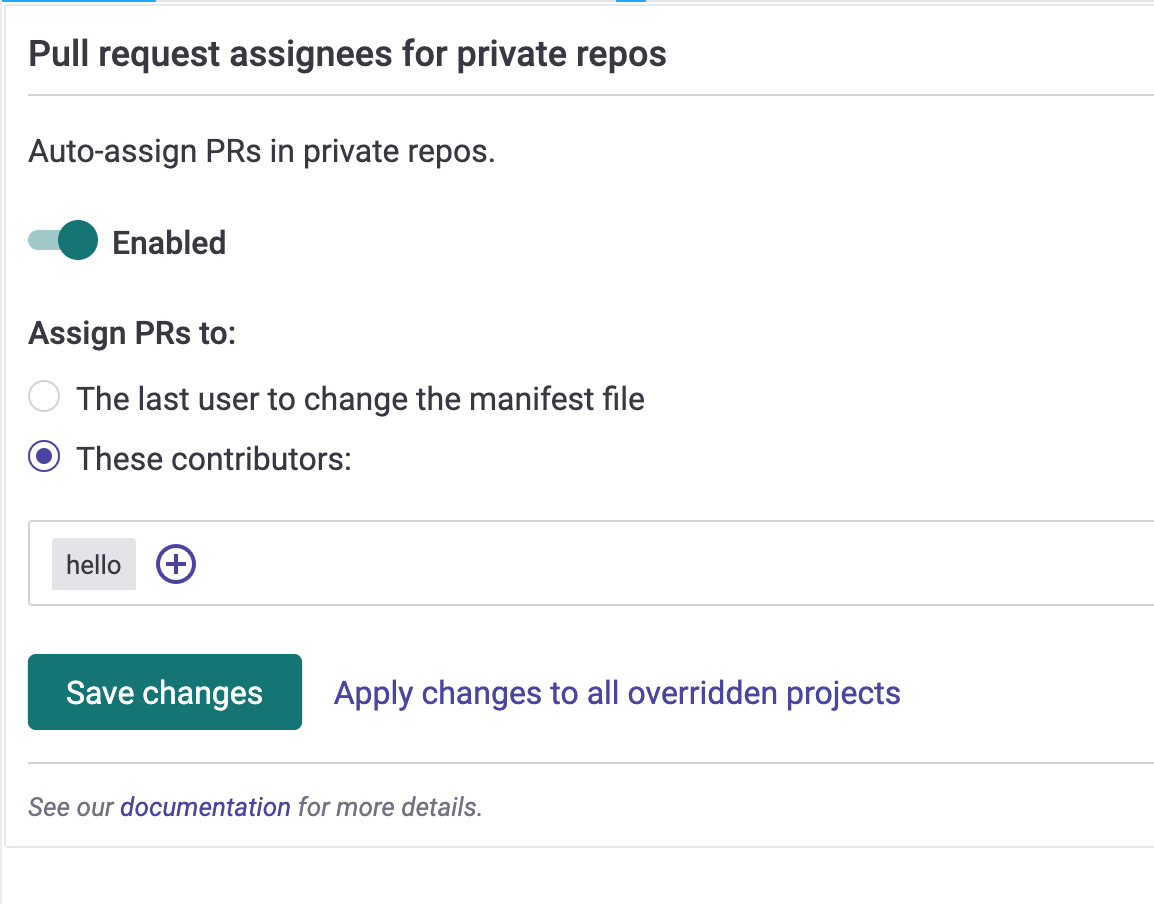 Pull request assignees for private repos
Auto-assign PRs in private repos.
Enabled
Assign PRs to:
The last user to change the manifest file
These contributors:
hello
Save changes Apply changes to all overridden projects
See our documentation for more details.